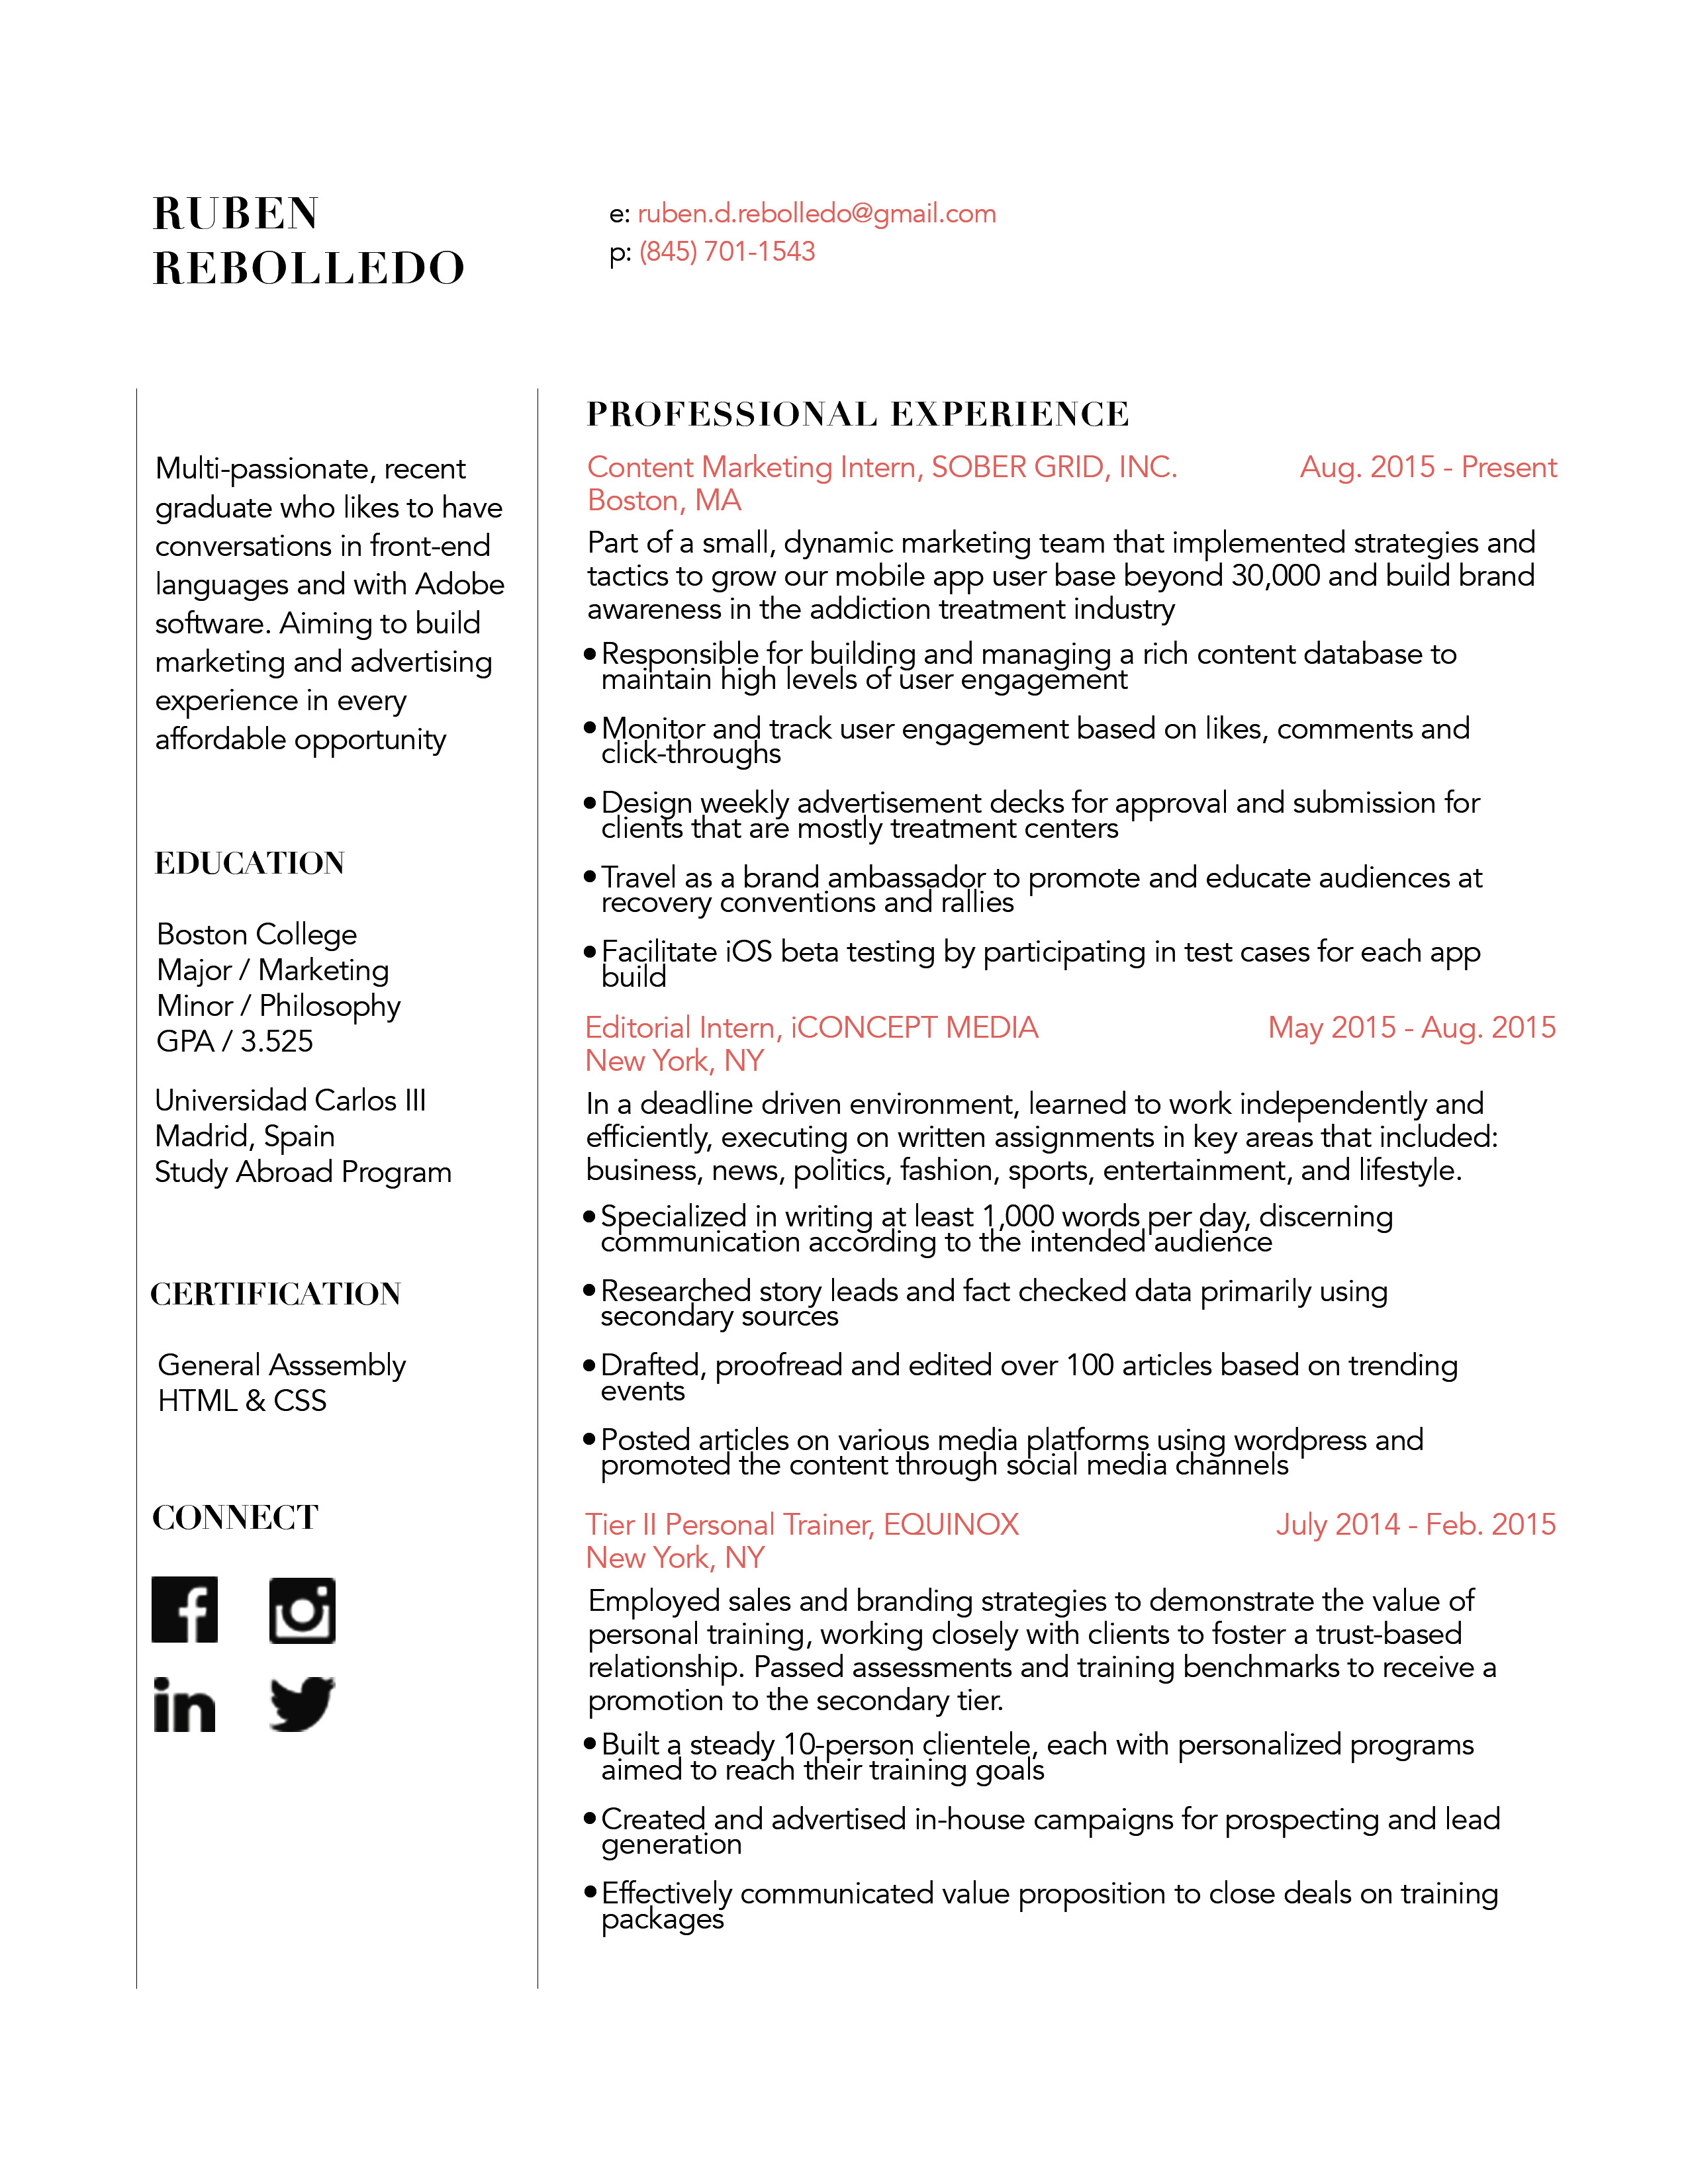 RUBEN
REBOLLEDO
e: ruben.d.rebolledo@gmail.com
p: (845) 701-1543
Multi-passionate, recent
graduate who likes to have
conversations in front-end
languages and with Adobe
software. Aiming to build
marketing and advertising
experience in every
affordable opportunity
EDUCATION
Boston College
Major / Marketing
Minor / Philosophy
GPA / 3.525
Universidad Carlos III
Madrid, Spain
Study Abroad Program
CERTIFICATION
General Asssembly
HTML & CSS
CONNECT
PROFESSIONAL EXPERIENCE
Content Marketing Intern, SOBER GRID, INC. Aug. 2015 - Present
Boston, MA
Part of a small, dynamic marketing team that implemented strategies and
tactics to grow our mobile app user base beyond 30,000 and build brand
awareness in the addiction treatment industry
•Responsible for building and managing a rich content database to
maintain high levels of user engagement
•Monitor and track user engagement based on likes, comments and
click-throughs
•Design weekly advertisement decks for approval and submission for
clients that are mostly treatment centers
•Travel as a brand ambassador to promote and educate audiences at
recovery conventions and rallies
•Facilitate iOS beta testing by participating in test cases for each app
build
Editorial Intern, iCONCEPT MEDIA May 2015 - Aug. 2015
New York, NY
In a deadline driven environment, learned to work independently and
efficiently, executing on written assignments in key areas that included:
business, news, politics, fashion, sports, entertainment, and lifestyle.
•Specialized in writing at least 1,000 words per day, discerning
communication according to the intended audience
•Researched story leads and fact checked data primarily using
secondary sources
•Drafted, proofread and edited over 100 articles based on trending
events
•Posted articles on various media platforms using wordpress and
promoted the content through social media channels
Tier II Personal Trainer, EQUINOX July 2014 - Feb. 2015
New York, NY
Employed sales and branding strategies to demonstrate the value of
personal training, working closely with clients to foster a trust-based
relationship. Passed assessments and training benchmarks to receive a
promotion to the secondary tier.
•Built a steady 10-person clientele, each with personalized programs
aimed to reach their training goals
•Created and advertised in-house campaigns for prospecting and lead
generation
•Effectively communicated value proposition to close deals on training
packages